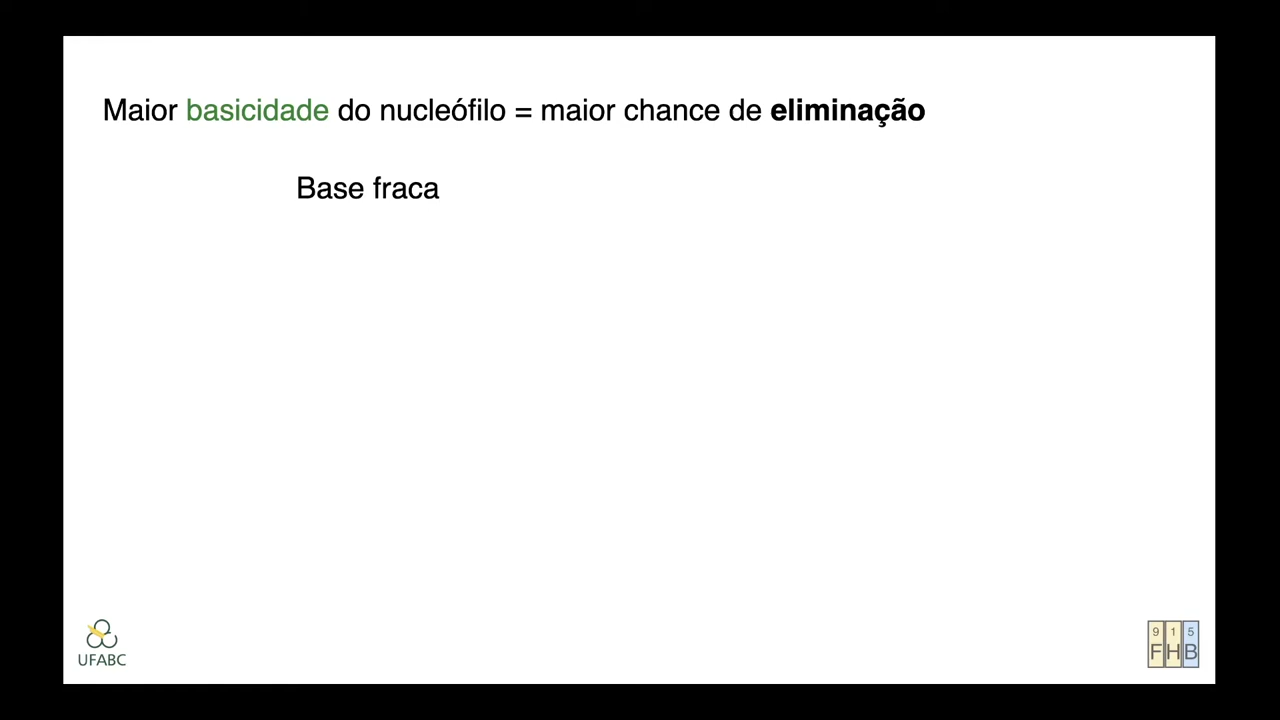 Maior basicidade do nucleófilo = maior chance de eliminação
Base fraca
UFABC
9 1 5
F H B